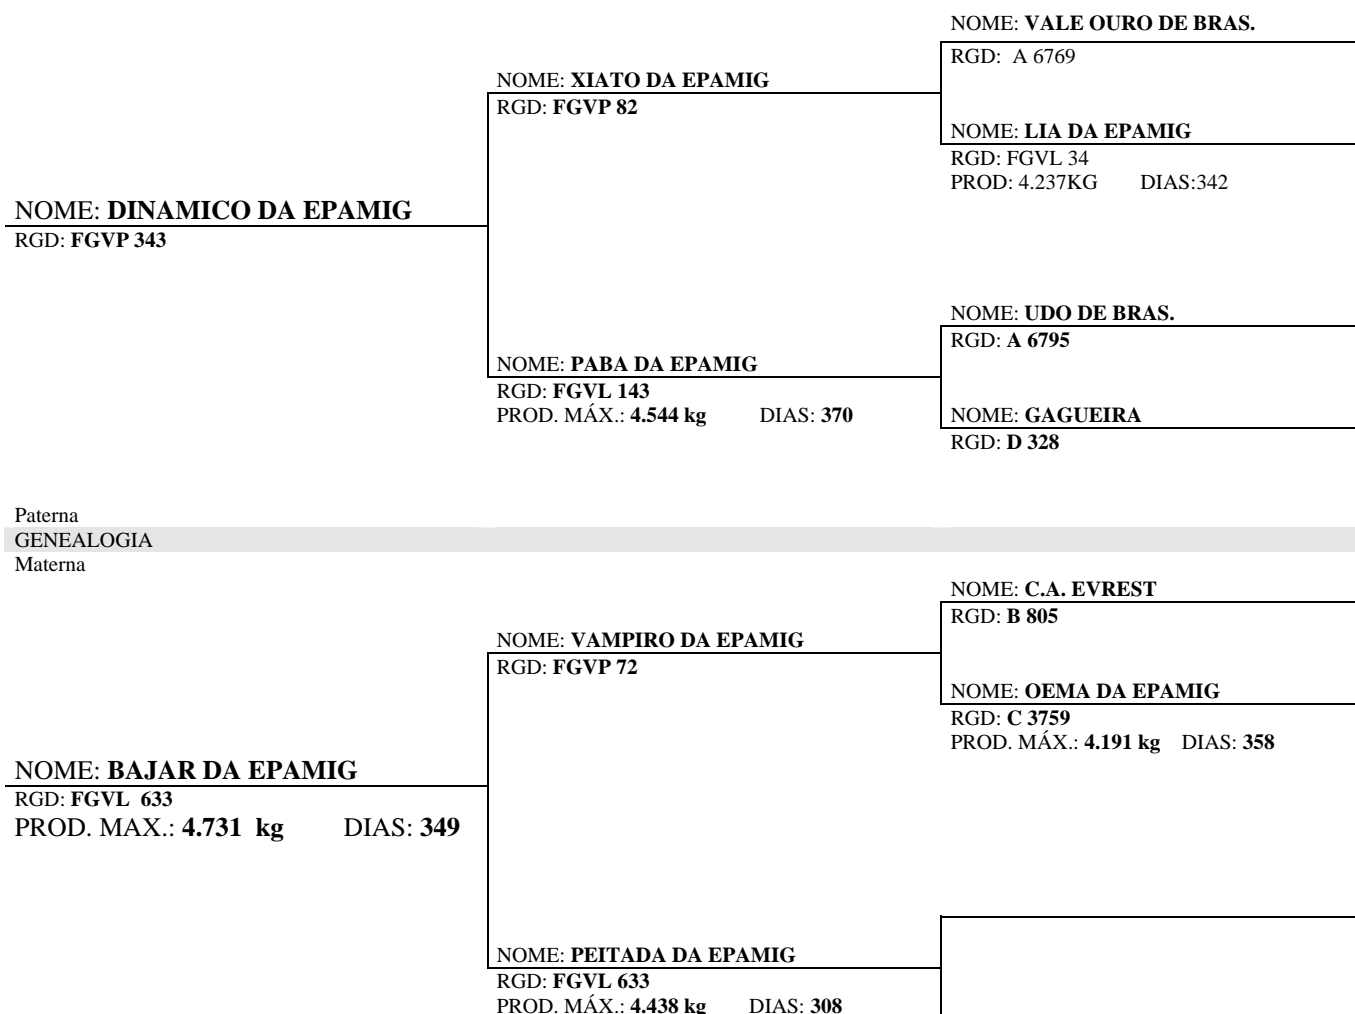 NOME: VALE OURO DE BRAS.
RGD: A 6769
NOME: XIATO DA EPAMIG
RGD: FGVP 82
NOME: LIA DA EPAMIG
RGD: FGVL 34
PROD: 4.237KG DIAS:342
NOME: DINAMICO DA EPAMIG
RGD: FGVP 343
NOME: UDO DE BRAS.
RGD: A 6795
NOME: PABA DA EPAMIG
RGD: FGVL 143
PROD. MÁX.: 4.544 kg DIAS: 370
NOME: GAGUEIRA
RGD: D 328
Paterna
GENEALOGIA
Materna
NOME: C.A. EVREST
RGD: B 805
NOME: VAMPIRO DA EPAMIG
RGD: FGVP 72
NOME: OEMA DA EPAMIG
RGD: C 3759
PROD. MÁX.: 4.191 kg DIAS: 358
NOME: BAJAR DA EPAMIG
RGD: FGVL 633
PROD. MAX.: 4.731 kg DIAS: 349
NOME: PEITADA DA EPAMIG
RGD: FGVL 633
PROD. MÁX.: 4.438 kg DIAS: 308